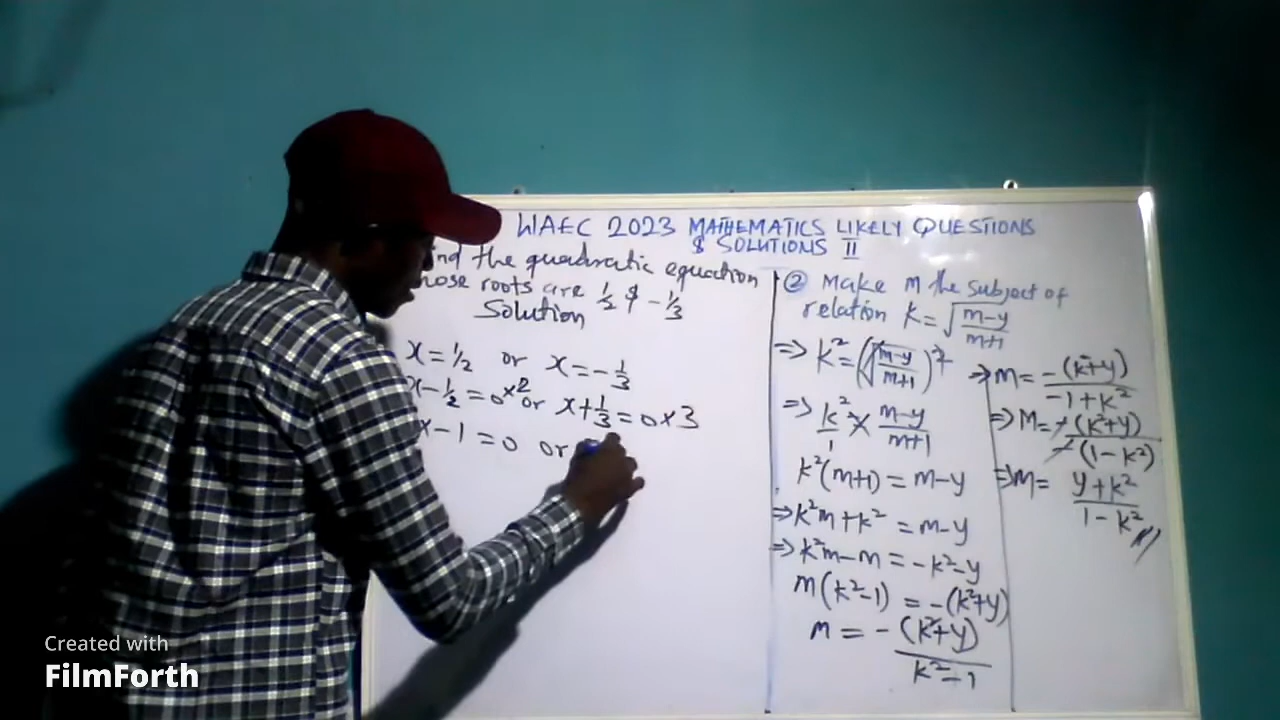 WAEC 2023 MATHEMATICS LIKELY QUESTIONS
& SOLUTIONS II
the quadratic equation
roots are ½ & -⅓
Solution
x = ½ or x = -⅓
x - ½ = 0 ×2 or x + ⅓ = 0 × 3
x - 1 = 0 or
② Make m the subject of
relation K = √(m-y)/(m+1)
=> K² = (√(m-y)/(m+1))²
=> k²/1 × (m-y)/(m+1)
k²(m+1) = m-y
=> k²m + k² = m-y
=> k²m - m = -k² - y
m(k²-1) = -(k²+y)
m = -(k²+y)/(k²-1)
=> m = -(k²+y)/(-1+k²)
=> m = -(k²+y)/-(1-k²)
=> m = (y+k²)/(1-k²)
Created with
FilmForth